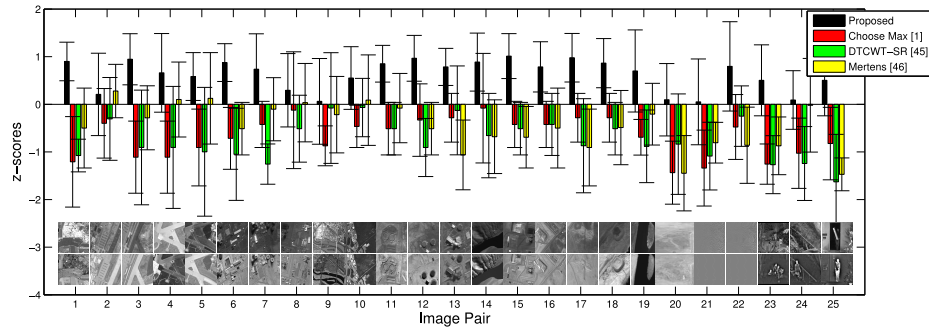 2
1
0
−1
−2
−3
−4
z−scores
Proposed
Choose Max [1]
DTCWT−SR [45]
Mertens [46]
1 2 3 4 5 6 7 8 9 10 11 12 13 14 15 16 17 18 19 20 21 22 23 24 25
Image Pair